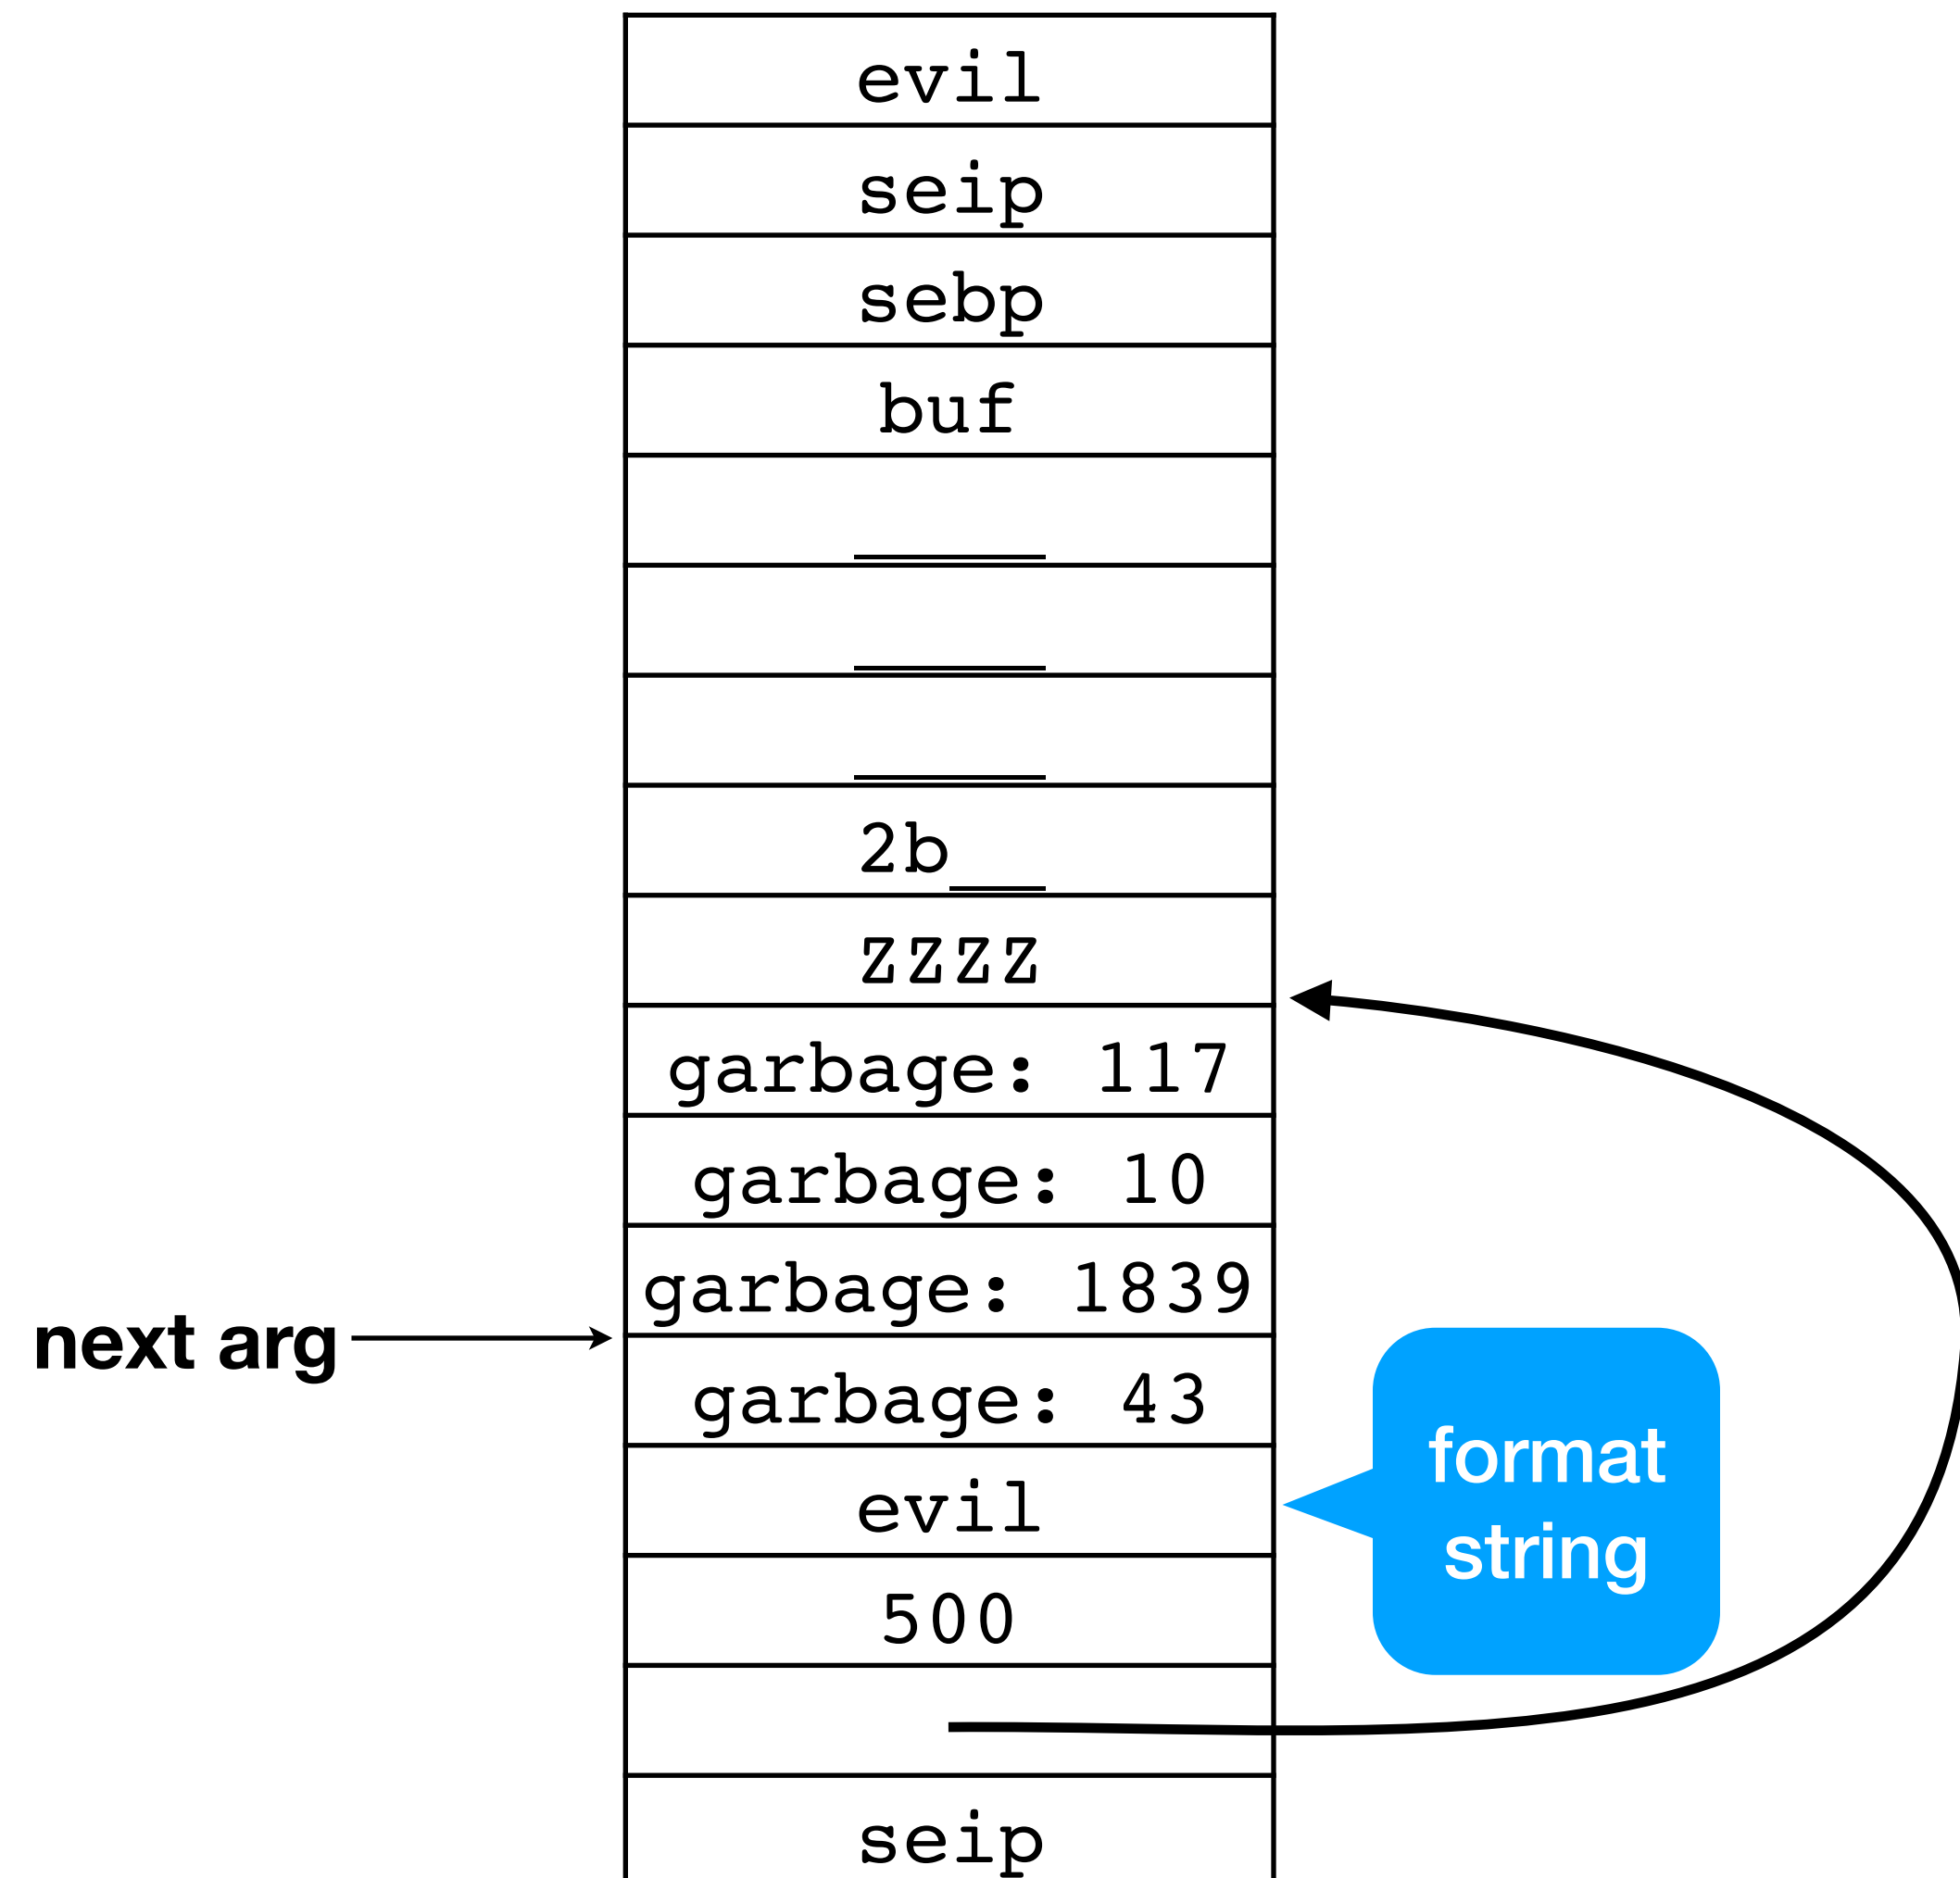 evil
seip
sebp
buf
____
____
____
2b__
zzzz
garbage: 117
garbage: 10
garbage: 1839
next arg
garbage: 43
format
string
evil
500
seip